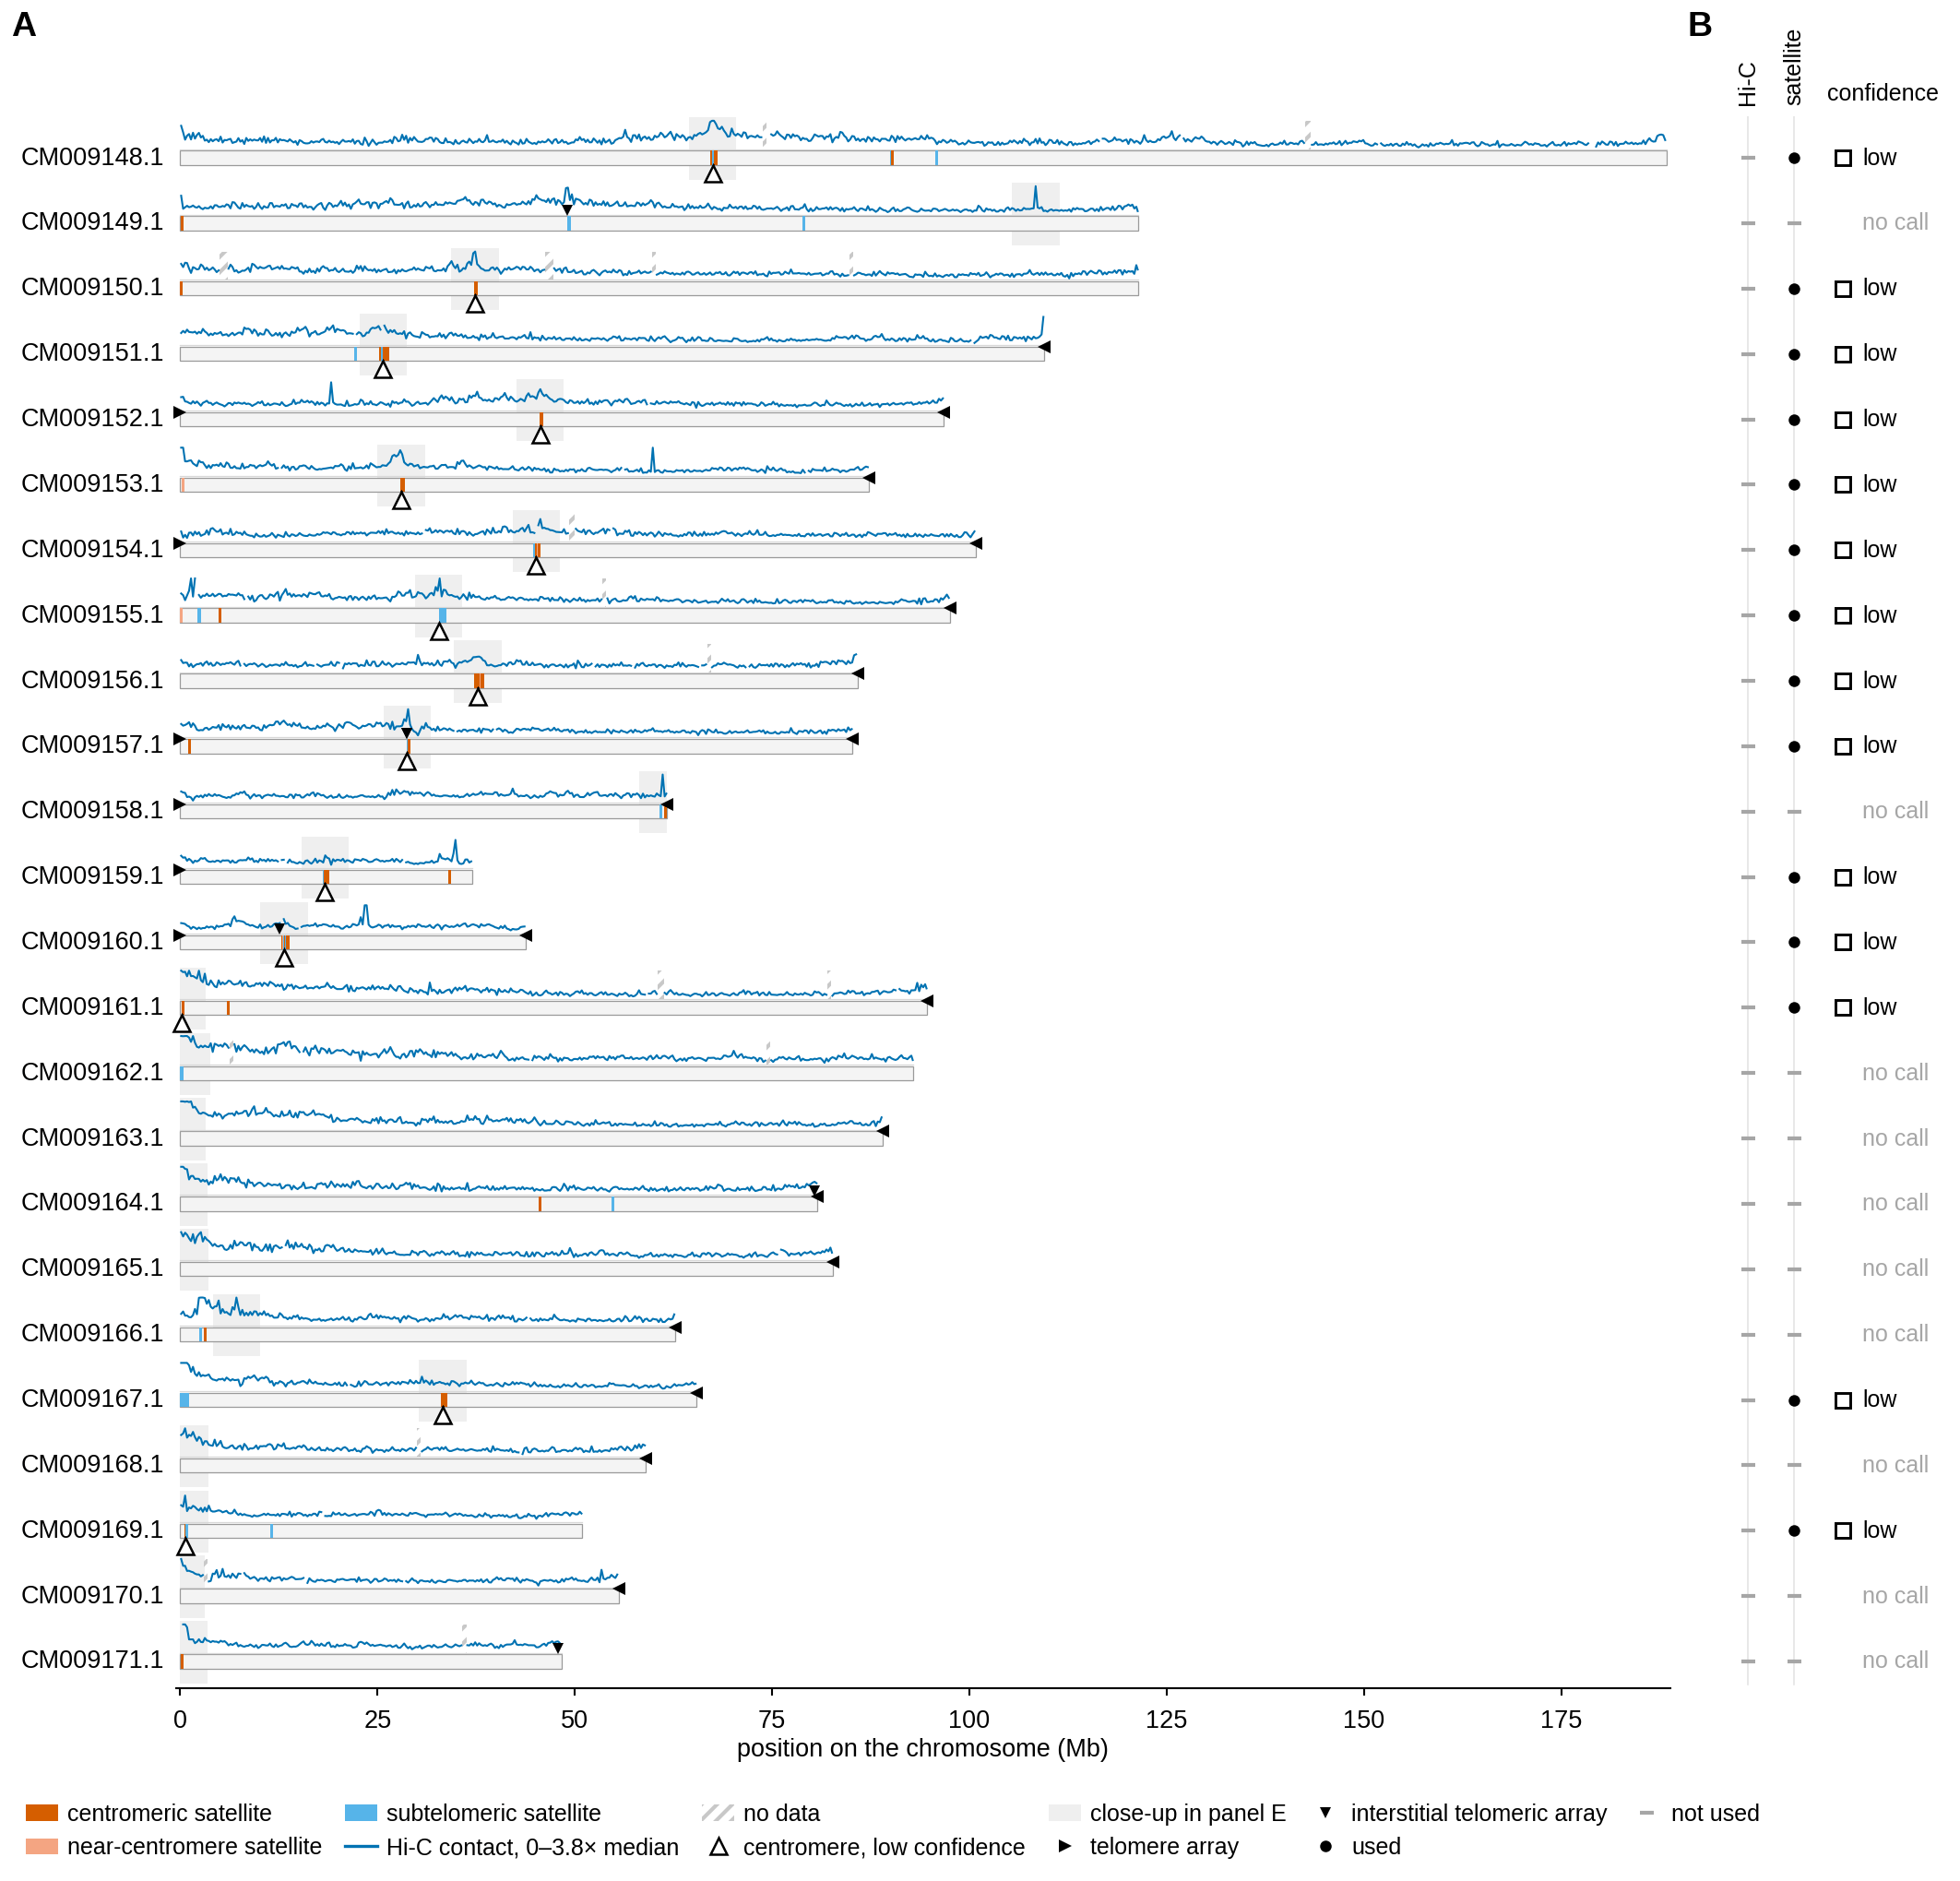 A
B
Hi-C
satellite
confidence
CM009148.1 low
CM009149.1 no call
CM009150.1 low
CM009151.1 low
CM009152.1 low
CM009153.1 low
CM009154.1 low
CM009155.1 low
CM009156.1 low
CM009157.1 low
CM009158.1 no call
CM009159.1 low
CM009160.1 low
CM009161.1 low
CM009162.1 no call
CM009163.1 no call
CM009164.1 no call
CM009165.1 no call
CM009166.1 no call
CM009167.1 low
CM009168.1 no call
CM009169.1 low
CM009170.1 no call
CM009171.1 no call
0 25 50 75 100 125 150 175
position on the chromosome (Mb)
centromeric satellite subtelomeric satellite no data close-up in panel E interstitial telomeric array not used
near-centromere satellite Hi-C contact, 0–3.8× median centromere, low confidence telomere array used